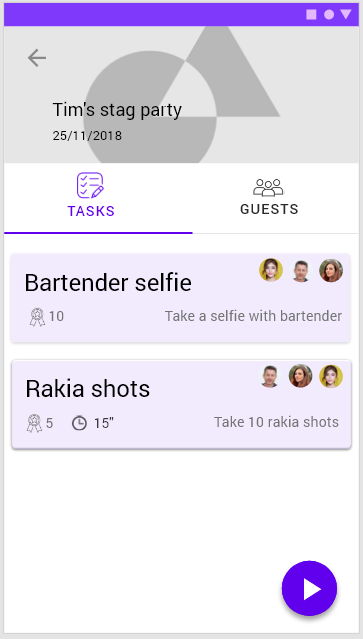 Tim's stag party
25/11/2018
TASKS
GUESTS
Bartender selfie
10
Take a selfie with bartender
Rakia shots
5
15"
Take 10 rakia shots